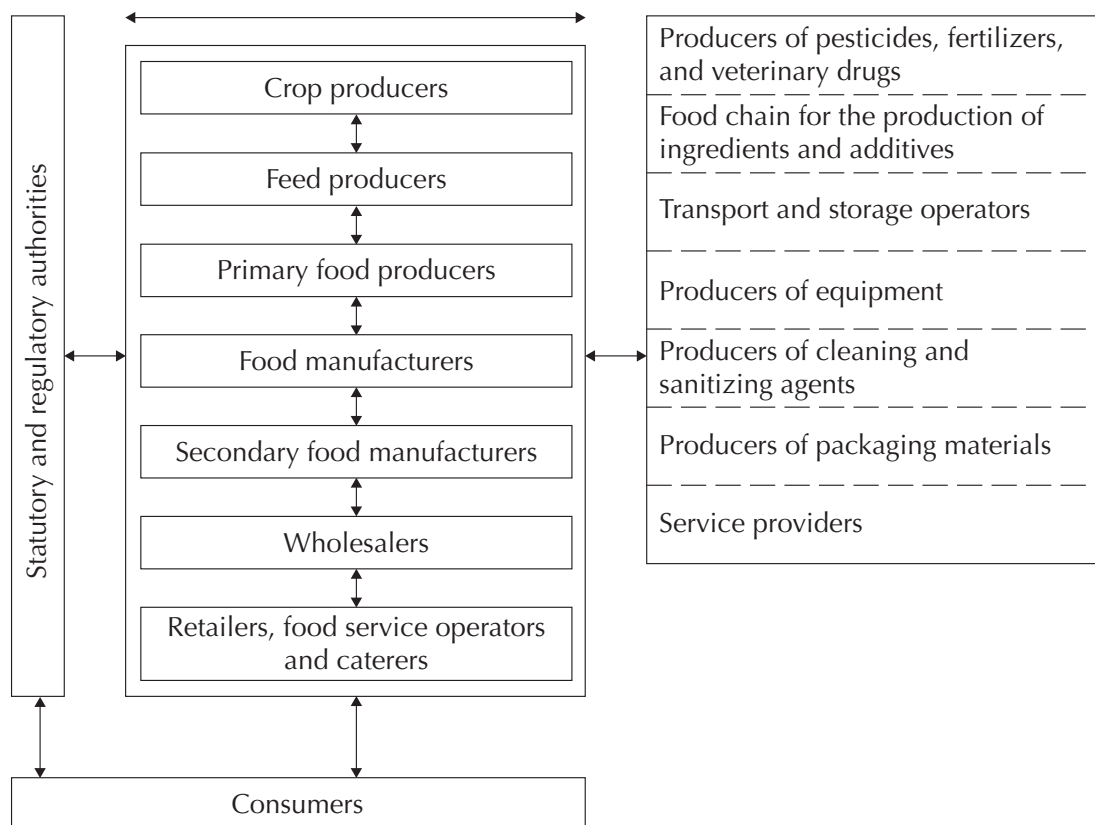 Statutory and regulatory authorities
Crop producers
Feed producers
Primary food producers
Food manufacturers
Secondary food manufacturers
Wholesalers
Retailers, food service operators
and caterers
Producers of pesticides, fertilizers,
and veterinary drugs
Food chain for the production of
ingredients and additives
Transport and storage operators
Producers of equipment
Producers of cleaning and
sanitizing agents
Producers of packaging materials
Service providers
Consumers